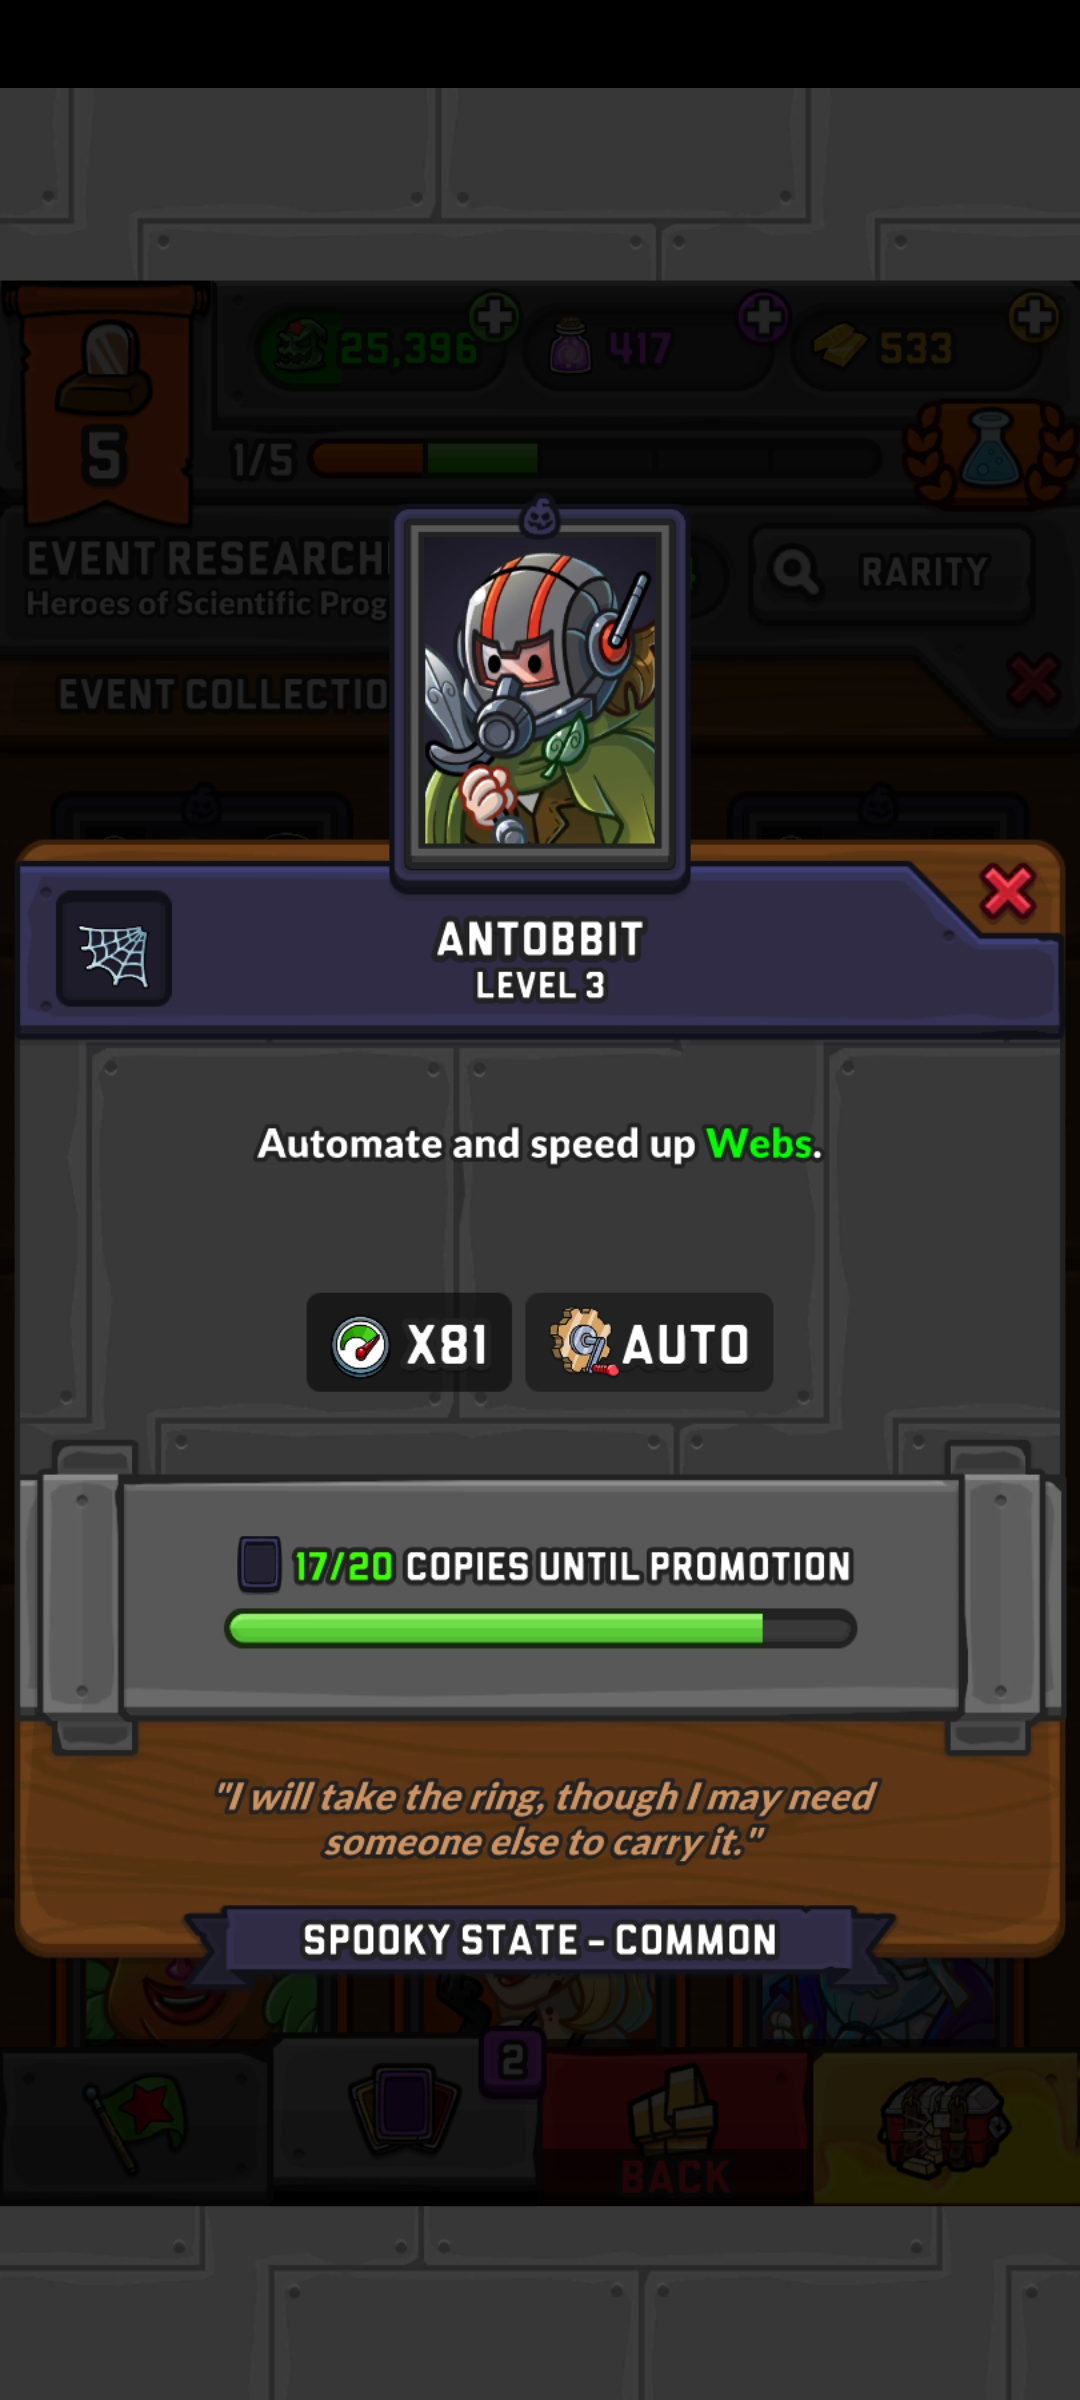 25,396
417
533
5
1/5
EVENT RESEARCH
Heroes of Scientific Prog
RARITY
EVENT COLLECTIO
ANTOBBIT
LEVEL 3
Automate and speed up Webs.
X81
AUTO
17/20 COPIES UNTIL PROMOTION
"I will take the ring, though I may need
someone else to carry it."
SPOOKY STATE - COMMON
2
BACK